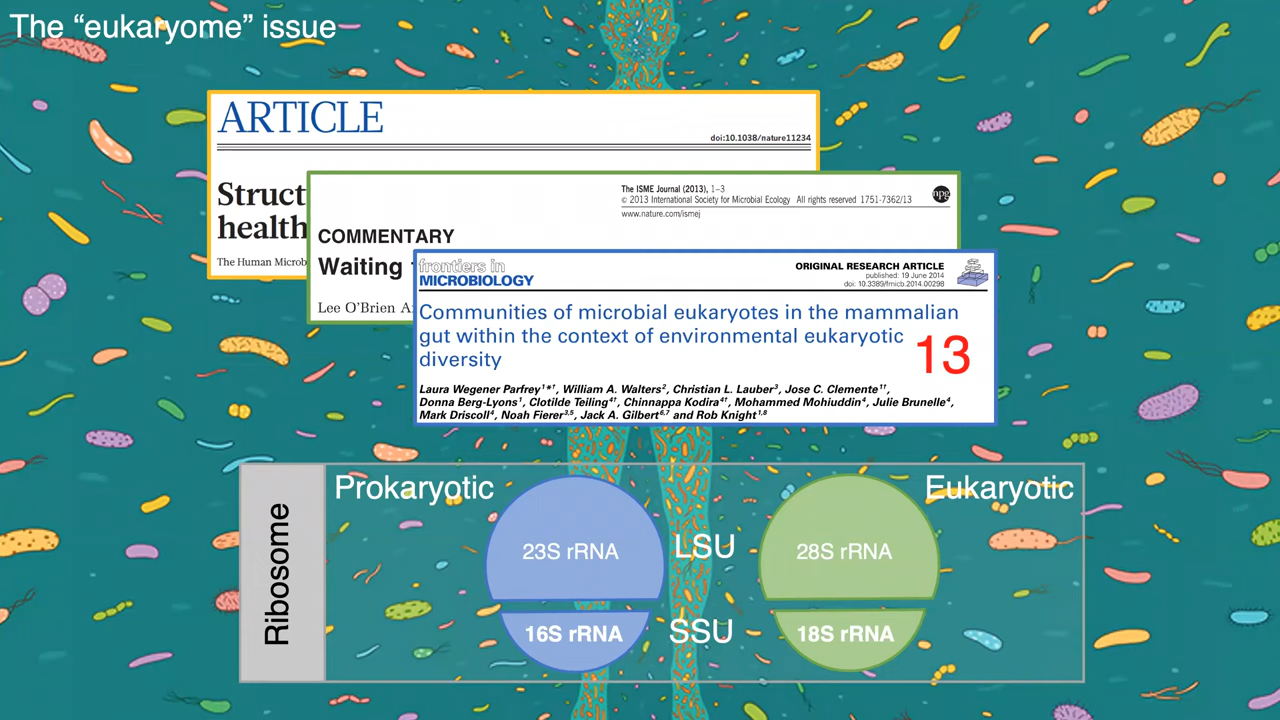 The “eukaryome” issue
ARTICLE
doi:10.1038/nature11234
Struct
health
The Human Microb
The ISME Journal (2013), 1–3
© 2013 International Society for Microbial Ecology All rights reserved 1751-7362/13
www.nature.com/ismej
npg
COMMENTARY
Waiting
Lee O’Brien A
frontiers in
MICROBIOLOGY
ORIGINAL RESEARCH ARTICLE
published: 19 June 2014
doi: 10.3389/fmicb.2014.00298
Communities of microbial eukaryotes in the mammalian
gut within the context of environmental eukaryotic
diversity
13
Laura Wegener Parfrey¹*†, William A. Walters², Christian L. Lauber³, Jose C. Clemente¹†,
Donna Berg-Lyons¹, Clotilde Teiling⁴†, Chinnappa Kodira⁴†, Mohammed Mohiuddin⁴, Julie Brunelle⁴,
Mark Driscoll⁴, Noah Fierer³,⁵, Jack A. Gilbert⁶,⁷ and Rob Knight¹,⁸
Ribosome
Prokaryotic
Eukaryotic
23S rRNA
LSU
28S rRNA
16S rRNA
SSU
18S rRNA